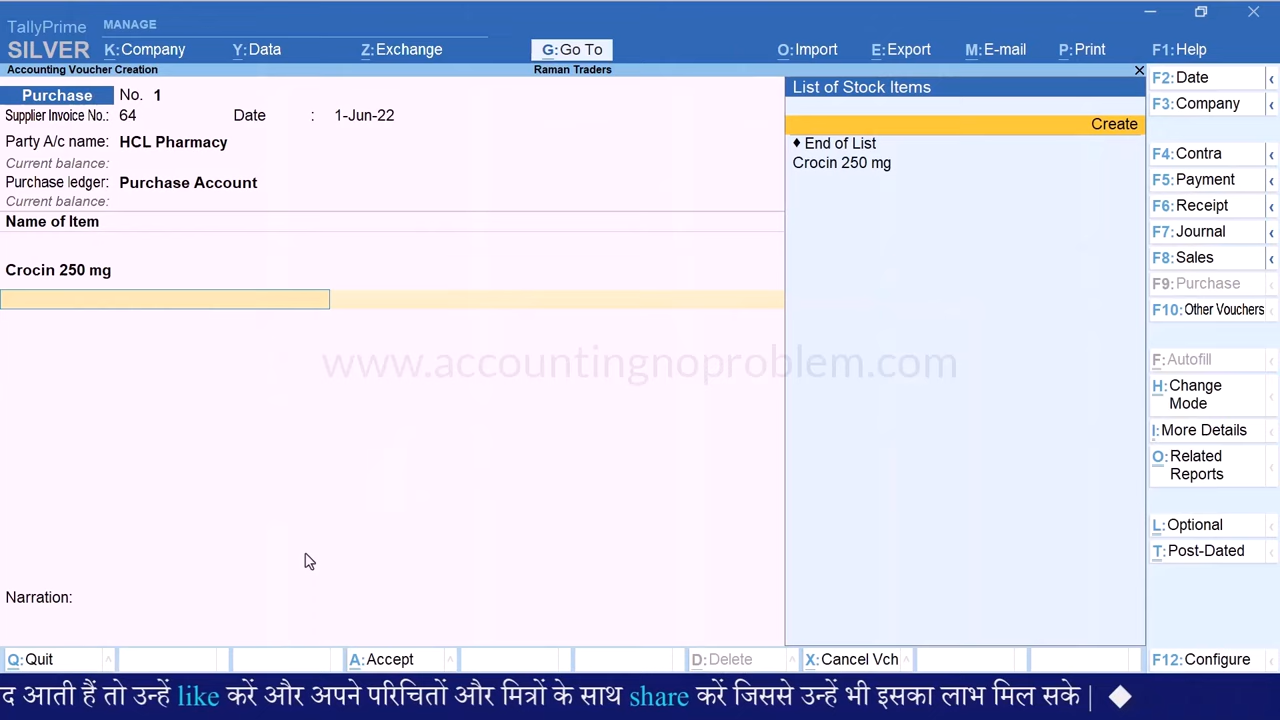 TallyPrime MANAGE
SILVER K:Company Y:Data Z:Exchange G:Go To O:Import E:Export M:E-mail P:Print F1:Help
Accounting Voucher Creation Raman Traders
Purchase No. 1
Supplier Invoice No.: 64 Date : 1-Jun-22
Party A/c name: HCL Pharmacy
Current balance:
Purchase ledger: Purchase Account
Current balance:
Name of Item
Crocin 250 mg
Narration:
List of Stock Items
Create
♦ End of List
Crocin 250 mg
F2:Date
F3:Company
F4:Contra
F5:Payment
F6:Receipt
F7:Journal
F8:Sales
F9:Purchase
F10:Other Vouchers
F:Autofill
H:Change
Mode
I:More Details
O:Related
Reports
L:Optional
T:Post-Dated
www.accountingnoproblem.com
Q:Quit A:Accept D:Delete X:Cancel Vch F12:Configure
द आती हैं तो उन्हें like करें और अपने परिचितों और मित्रों के साथ share करें जिससे उन्हें भी इसका लाभ मिल सके | ◆